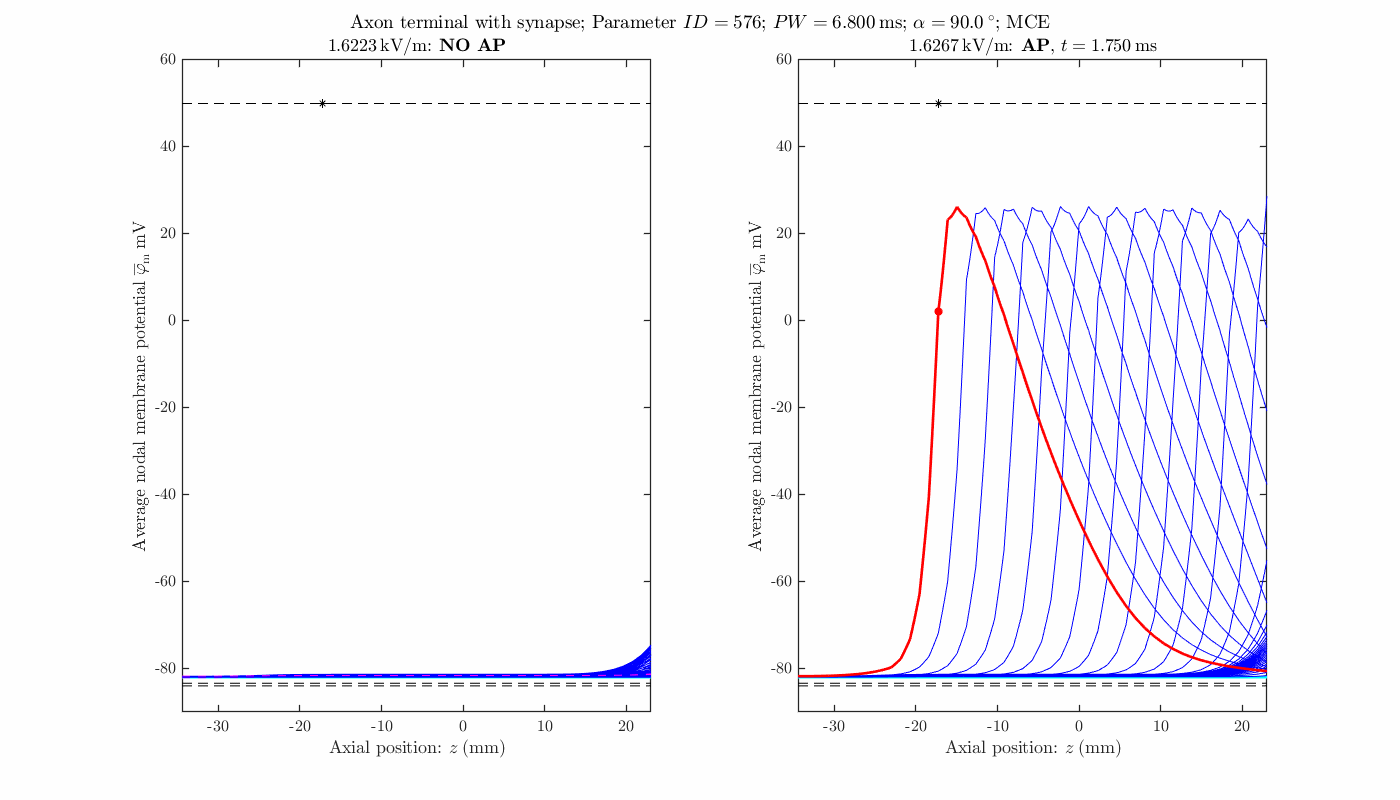 Axon terminal with synapse; Parameter ID = 576; PW = 6.800 ms; α = 90.0 °; MCE
1.6223 kV/m: NO AP
60
40
20
0
-20
-40
-60
-80
-30 -20 -10 0 10 20
Axial position: z (mm)
Average nodal membrane potential φ̅m mV
1.6267 kV/m: AP, t = 1.750 ms
60
40
20
0
-20
-40
-60
-80
-30 -20 -10 0 10 20
Axial position: z (mm)
Average nodal membrane potential φ̅m mV